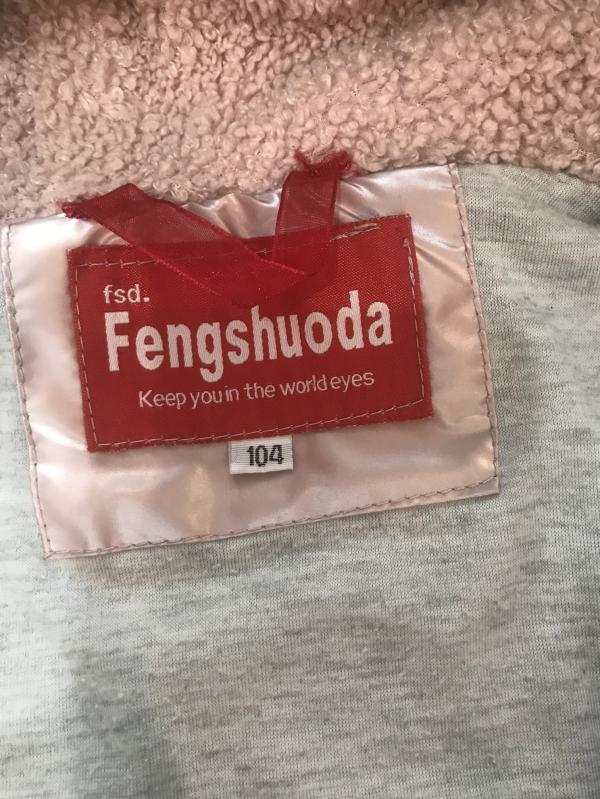 fsd.
Fengshuoda
Keep you in the world eyes
104